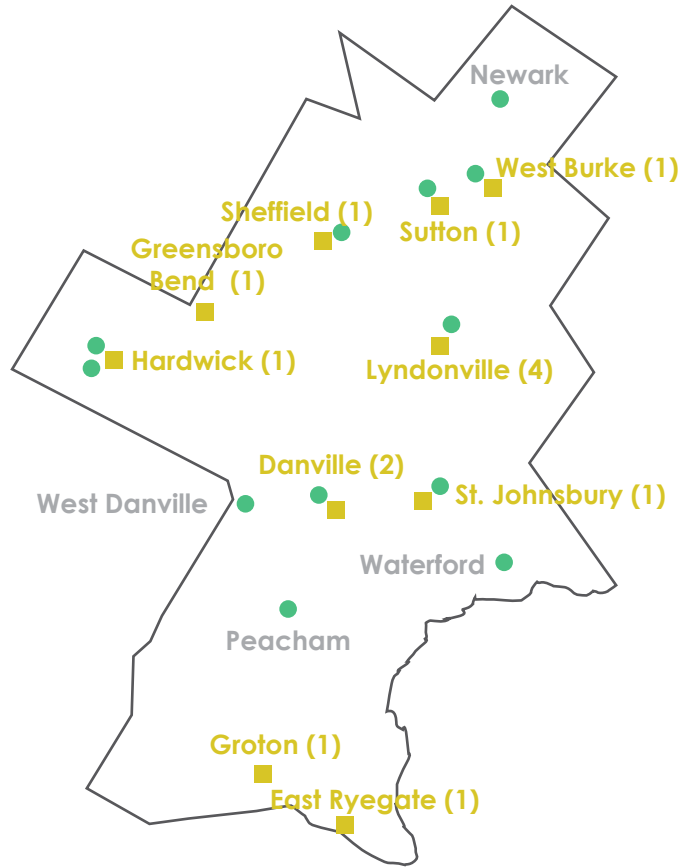 Newark
West Burke (1)
Sheffield (1)
Sutton (1)
Greensboro
Bend (1)
Hardwick (1)
Lyndonville (4)
Danville (2)
West Danville
St. Johnsbury (1)
Waterford
Peacham
Groton (1)
East Ryegate (1)